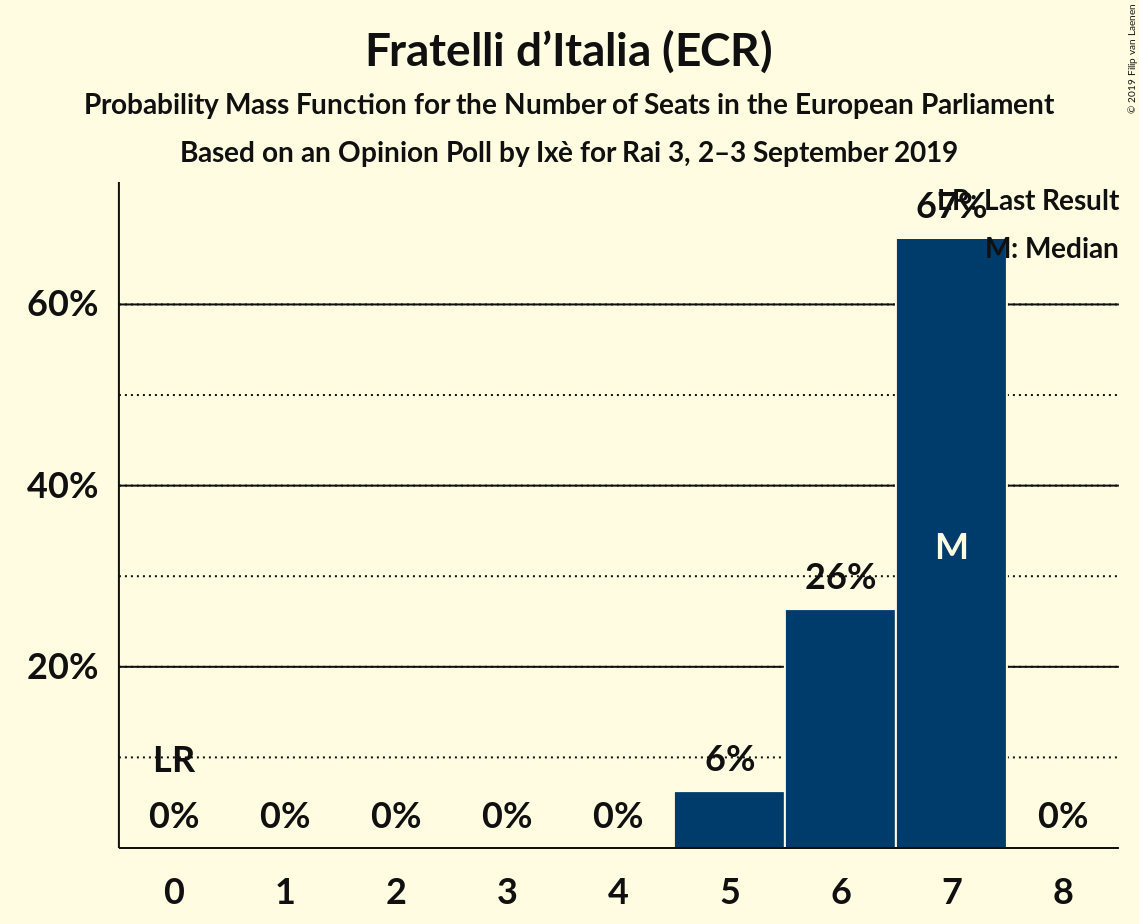 Fratelli d’Italia (ECR)
Probability Mass Function for the Number of Seats in the European Parliament
Based on an Opinion Poll by Ixè for Rai 3, 2–3 September 2019
© 2019 Filip van Laenen
LR: Last Result
M: Median
67%
60%
40%
M
26%
20%
LR
6%
0% 0% 0% 0% 0% 0%
0 1 2 3 4 5 6 7 8